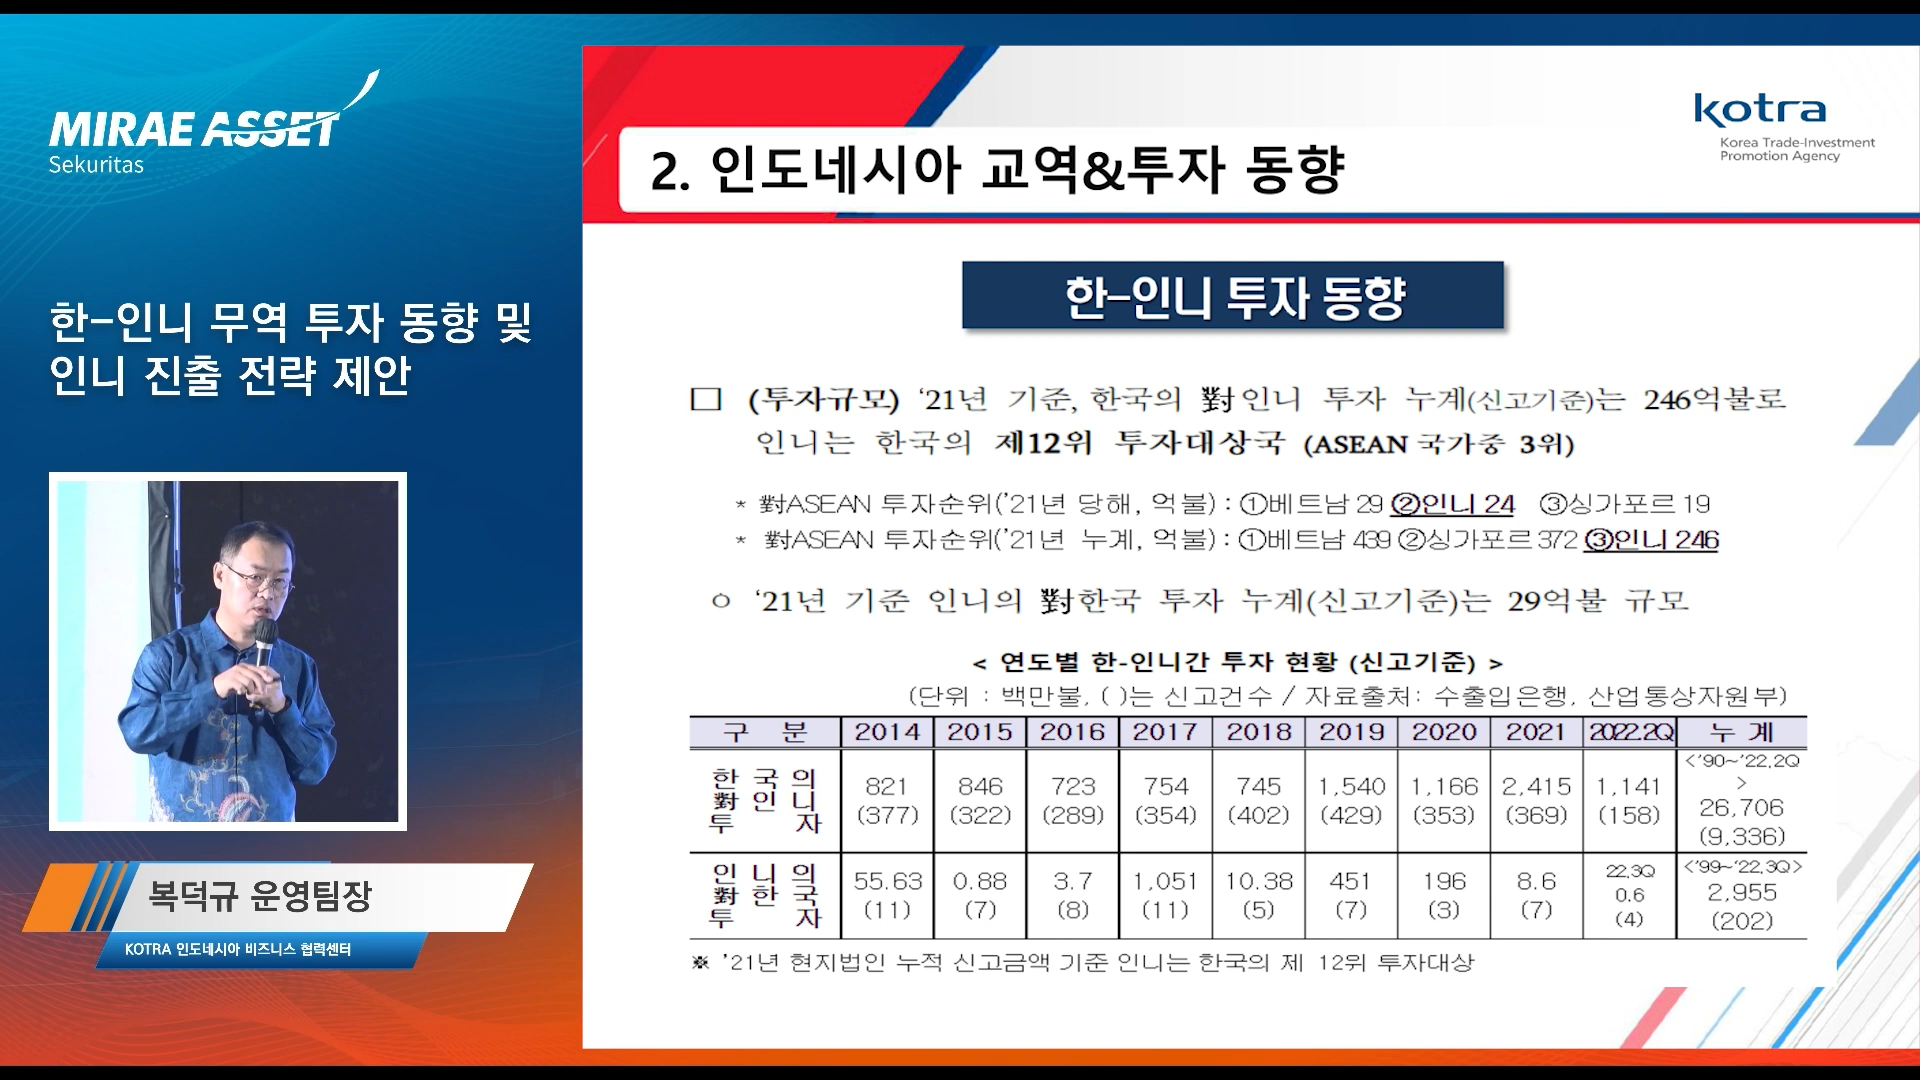 MIRAE ASSET
Sekuritas
한-인니 무역 투자 동향 및
인니 진출 전략 제안
복덕규 운영팀장
KOTRA 인도네시아 비즈니스 협력센터
kotra
Korea Trade-Investment
Promotion Agency
2. 인도네시아 교역&투자 동향
한-인니 투자 동향
□ (투자규모) ‘21년 기준, 한국의 對인니 투자 누계(신고기준)는 246억불로
인니는 한국의 제12위 투자대상국 (ASEAN 국가중 3위)
* 對ASEAN 투자순위(’21년 당해, 억불) : ①베트남 29 ②인니 24 ③싱가포르 19
* 對ASEAN 투자순위(’21년 누계, 억불) : ①베트남 439 ②싱가포르 372 ③인니 246
ㅇ ‘21년 기준 인니의 對한국 투자 누계(신고기준)는 29억불 규모
< 연도별 한-인니간 투자 현황 (신고기준) >
(단위 : 백만불, ( )는 신고건수 / 자료출처: 수출입은행, 산업통상자원부)
구 분 2014 2015 2016 2017 2018 2019 2020 2021 2022.2Q 누 계
한 국 의
對 인 니
투 자
821 846 723 754 745 1,540 1,166 2,415 1,141
(377) (322) (289) (354) (402) (429) (353) (369) (158)
<’90~’22.2Q
>
26,706
(9,336)
인 니 의
對 한 국
투 자
55.63 0.88 3.7 1,051 10.38 451 196 8.6
(11) (7) (8) (11) (5) (7) (3) (7)
22.3Q
0.6
(4)
<’99~’22.3Q>
2,955
(202)
※ ’21년 현지법인 누적 신고금액 기준 인니는 한국의 제 12위 투자대상